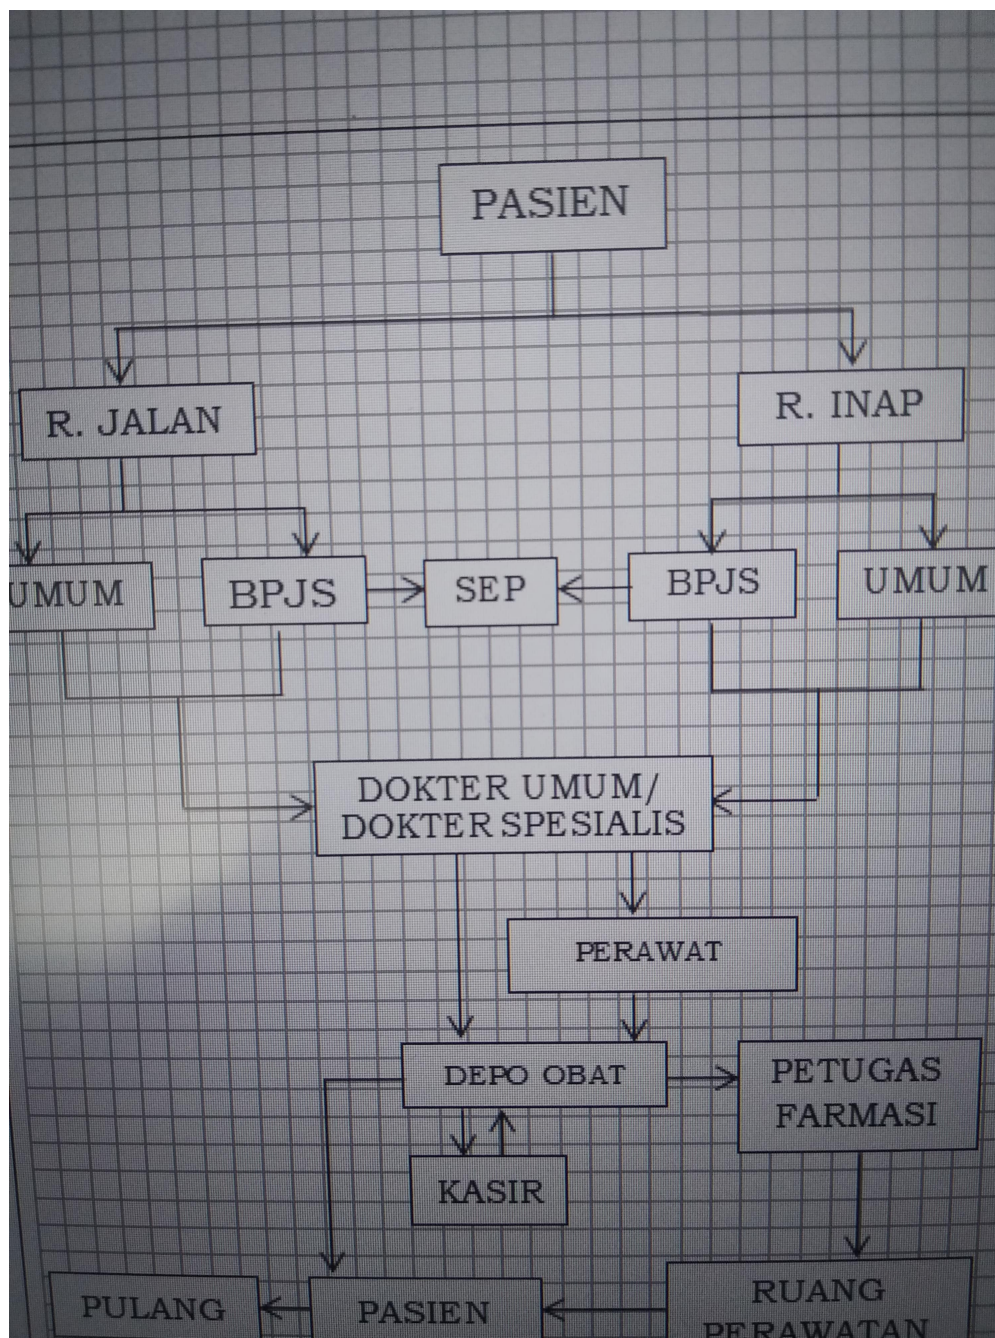 PASIEN
R. JALAN
R. INAP
UMUM
BPJS
SEP
BPJS
UMUM
DOKTER UMUM/
DOKTER SPESIALIS
PERAWAT
DEPO OBAT
PETUGAS
FARMASI
KASIR
PULANG
PASIEN
RUANG
PERAWATAN